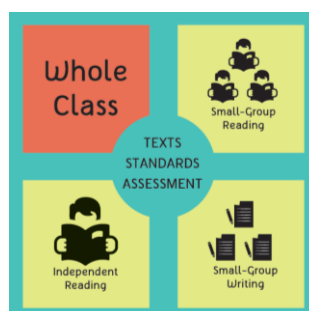 Whole
Class
Small-Group
Reading
TEXTS
STANDARDS
ASSESSMENT
Independent
Reading
Small-Group
Writing